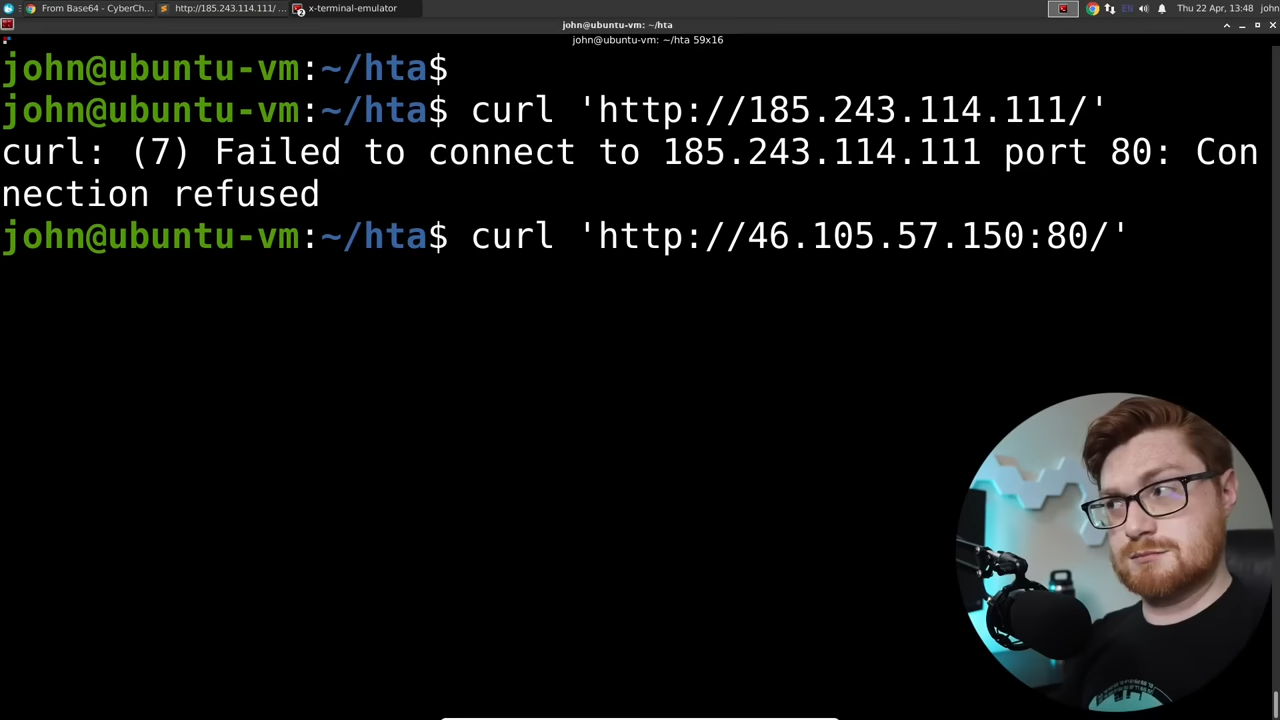 From Base64 - CyberCh... http://185.243.114.111/ ... x-terminal-emulator EN Thu 22 Apr, 13:48 john
john@ubuntu-vm: ~/hta
john@ubuntu-vm: ~/hta 59x16
john@ubuntu-vm:~/hta$
john@ubuntu-vm:~/hta$ curl 'http://185.243.114.111/'
curl: (7) Failed to connect to 185.243.114.111 port 80: Con
nection refused
john@ubuntu-vm:~/hta$ curl 'http://46.105.57.150:80/'